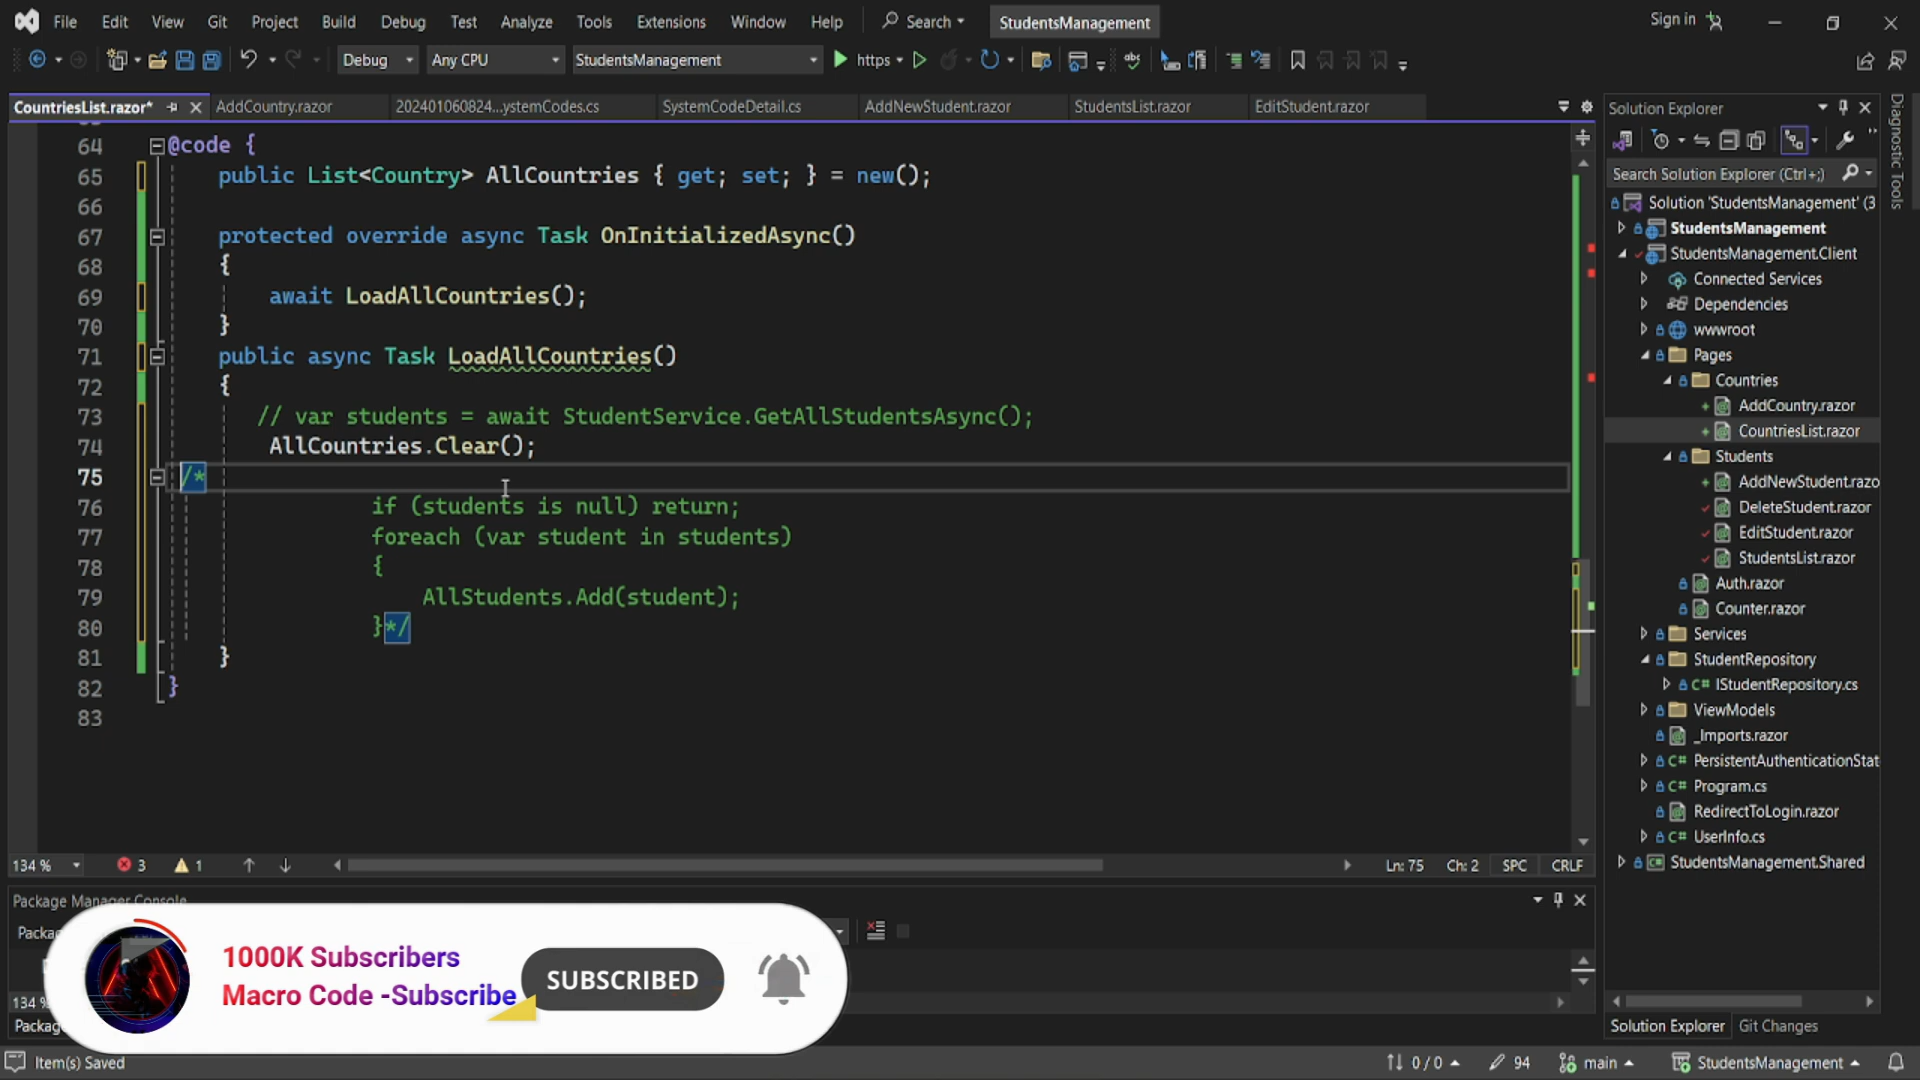 File Edit View Git Project Build Debug Test Analyze Tools Extensions Window Help Search StudentsManagement Sign in
Debug Any CPU StudentsManagement https
CountriesList.razor* AddCountry.razor 202401060824...ystemCodes.cs SystemCodeDetail.cs AddNewStudent.razor StudentsList.razor EditStudent.razor
64 @code {
65 public List<Country> AllCountries { get; set; } = new();
66
67 protected override async Task OnInitializedAsync()
68 {
69 await LoadAllCountries();
70 }
71 public async Task LoadAllCountries()
72 {
73 // var students = await StudentService.GetAllStudentsAsync();
74 AllCountries.Clear();
75 /*
76 if (students is null) return;
77 foreach (var student in students)
78 {
79 AllStudents.Add(student);
80 }*/
81 }
82 }
83
134 % 3 1 Ln: 75 Ch: 2 SPC CRLF
Package Manager Console
Packa
134 %
Packag
1000K Subscribers
Macro Code -Subscribe
SUBSCRIBED
Item(s) Saved
Solution Explorer
Search Solution Explorer (Ctrl+;)
Solution 'StudentsManagement' (3
StudentsManagement
StudentsManagement.Client
Connected Services
Dependencies
wwwroot
Pages
Countries
AddCountry.razor
CountriesList.razor
Students
AddNewStudent.razo
DeleteStudent.razor
EditStudent.razor
StudentsList.razor
Auth.razor
Counter.razor
Services
StudentRepository
C# IStudentRepository.cs
ViewModels
_Imports.razor
C# PersistentAuthenticationStat
C# Program.cs
RedirectToLogin.razor
C# UserInfo.cs
StudentsManagement.Shared
Solution Explorer Git Changes
Diagnostic Tools
0 / 0 94 main StudentsManagement